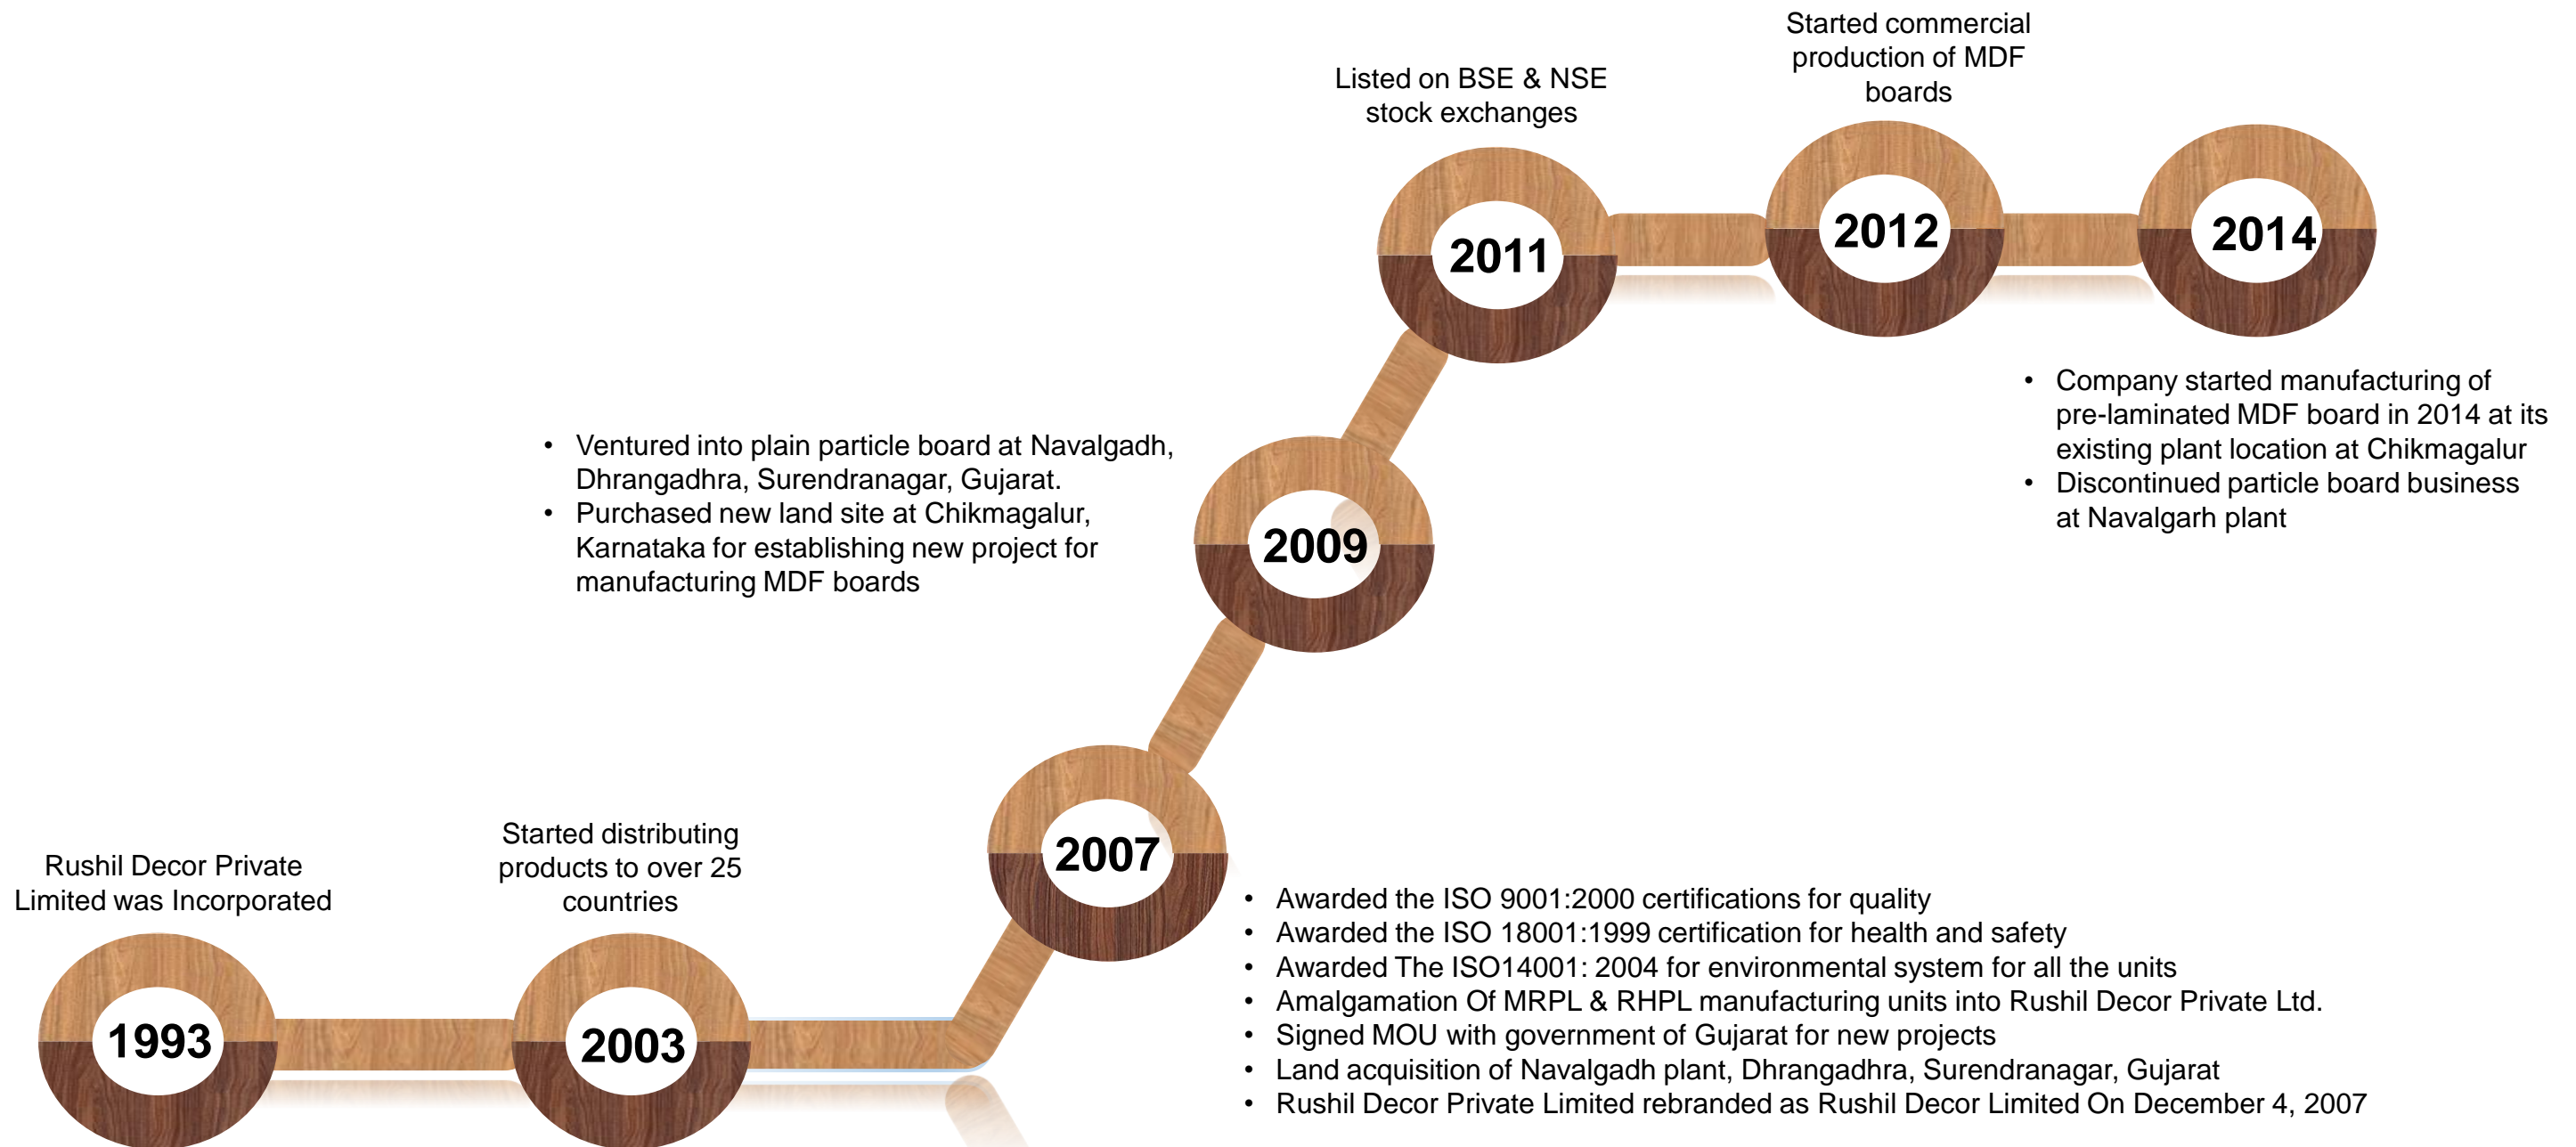 Rushil Decor Private
Limited was Incorporated
1993
Started distributing
products to over 25
countries
2003
2007
• Awarded the ISO 9001:2000 certifications for quality
• Awarded the ISO 18001:1999 certification for health and safety
• Awarded The ISO14001: 2004 for environmental system for all the units
• Amalgamation Of MRPL & RHPL manufacturing units into Rushil Decor Private Ltd.
• Signed MOU with government of Gujarat for new projects
• Land acquisition of Navalgadh plant, Dhrangadhra, Surendranagar, Gujarat
• Rushil Decor Private Limited rebranded as Rushil Decor Limited On December 4, 2007
• Ventured into plain particle board at Navalgadh,
Dhrangadhra, Surendranagar, Gujarat.
• Purchased new land site at Chikmagalur,
Karnataka for establishing new project for
manufacturing MDF boards
2009
Listed on BSE & NSE
stock exchanges
2011
Started commercial
production of MDF
boards
2012
2014
• Company started manufacturing of
pre-laminated MDF board in 2014 at its
existing plant location at Chikmagalur
• Discontinued particle board business
at Navalgarh plant